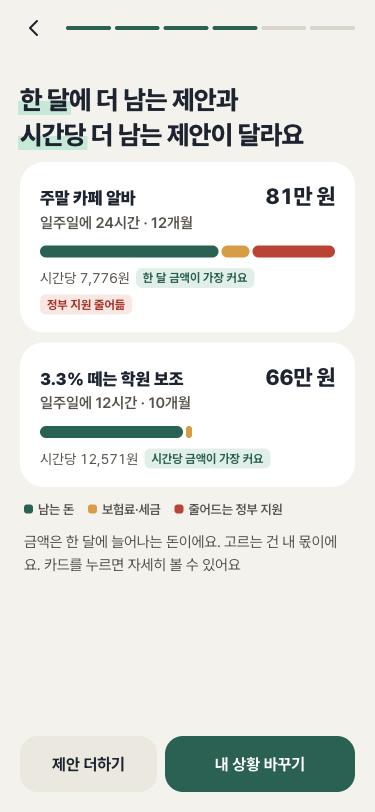 한 달에 더 남는 제안과
시간당 더 남는 제안이 달라요
주말 카페 알바
81만 원
일주일에 24시간 · 12개월
시간당 7,776원
한 달 금액이 가장 커요
정부 지원 줄어듦
3.3% 떼는 학원 보조
66만 원
일주일에 12시간 · 10개월
시간당 12,571원
시간당 금액이 가장 커요
남는 돈
보험료·세금
줄어드는 정부 지원
금액은 한 달에 늘어나는 돈이에요. 고르는 건 내 몫이에
요. 카드를 누르면 자세히 볼 수 있어요
제안 더하기
내 상황 바꾸기